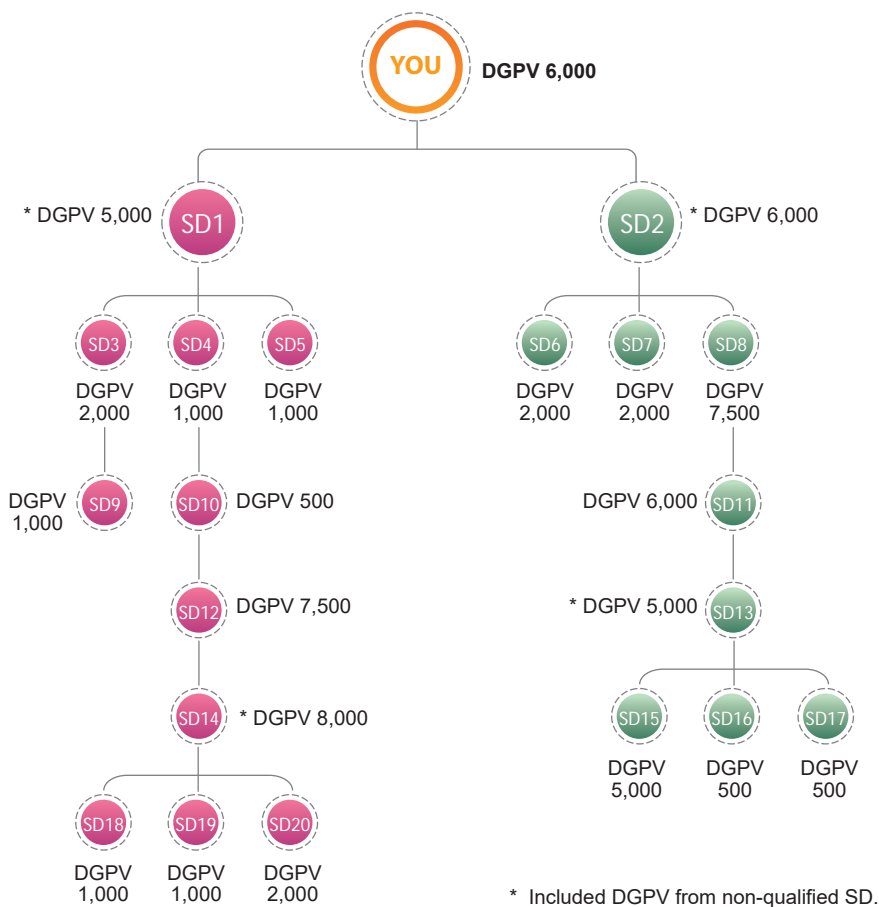 YOU
DGPV 6,000
* DGPV 5,000
SD1
SD2
* DGPV 6,000
SD3
SD4
SD5
SD6
SD7
SD8
DGPV
2,000
DGPV
1,000
DGPV
1,000
DGPV
2,000
DGPV
2,000
DGPV
7,500
DGPV
1,000
SD9
SD10
DGPV 500
DGPV 6,000
SD11
SD12
DGPV 7,500
* DGPV 5,000
SD13
SD14
* DGPV 8,000
SD15
SD16
SD17
DGPV
5,000
DGPV
500
DGPV
500
SD18
SD19
SD20
DGPV
1,000
DGPV
1,000
DGPV
2,000
* Included DGPV from non-qualified SD.